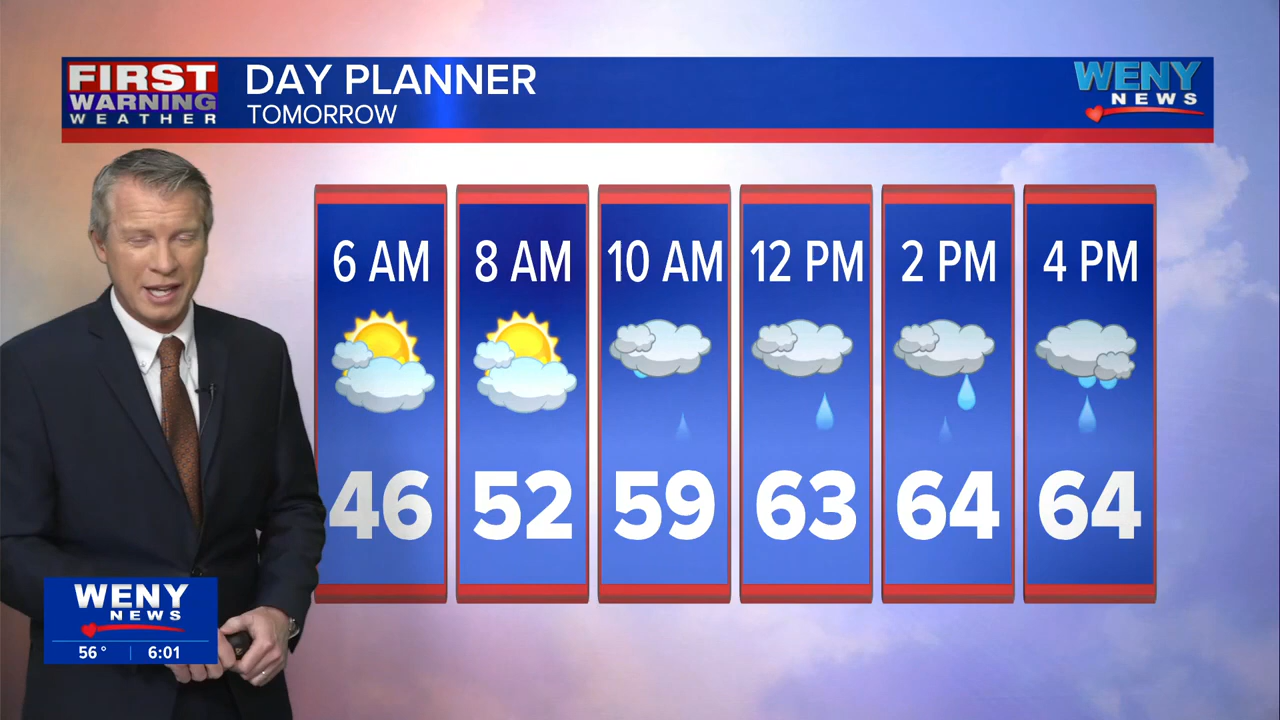 FIRST
WARNING
WEATHER
DAY PLANNER
TOMORROW
WENY
NEWS
6 AM
8 AM
10 AM
12 PM
2 PM
4 PM
46
52
59
63
64
64
WENY
NEWS
56° | 6:01